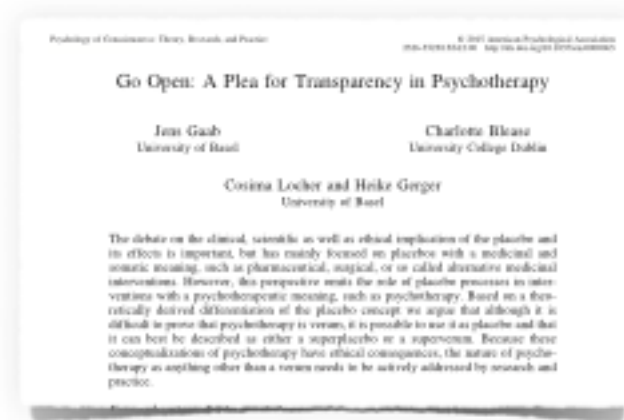 Psychology of Consciousness: Theory, Research, and Practice
© 2015 American Psychological Association
Go Open: A Plea for Transparency in Psychotherapy
Jens Gaab
University of Basel
Charlotte Blease
University College Dublin
Cosima Locher and Heike Gerger
University of Basel
The debate on the clinical, scientific as well as ethical implication of the placebo and
its effects is important, but has mainly focused on placebos with a medicinal and
somatic meaning, such as pharmaceutical, surgical, or so called alternative medicinal
interventions. However, this perspective omits the role of placebo processes in inter-
ventions with a psychotherapeutic meaning, such as psychotherapy. Based on a theo-
retically derived differentiation of the placebo concept we argue that although it is
difficult to prove that psychotherapy is verum, it is possible to use it as placebo and that
it can best be described as either a superplacebo or a superverum. Because these
conceptualizations of psychotherapy have ethical consequences, the nature of psycho-
therapy as anything other than a verum needs to be actively addressed by research and
practice.